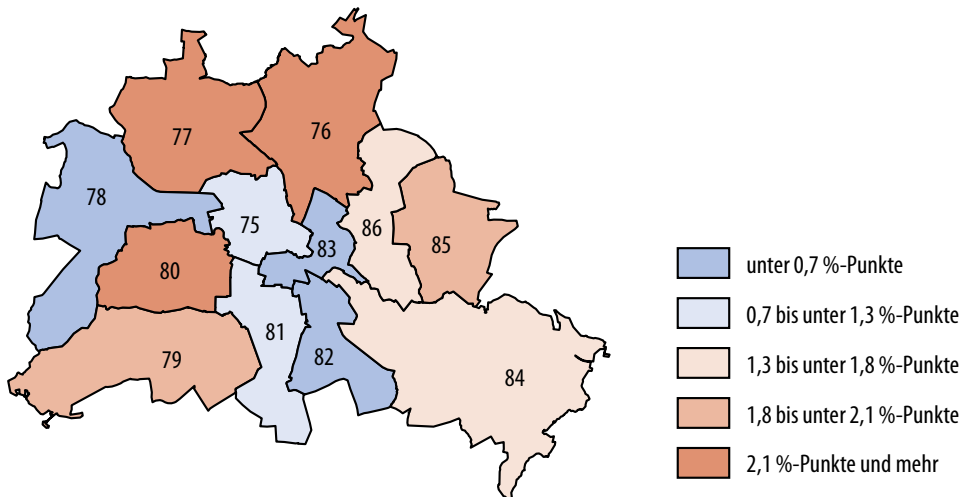 77
76
78
75
86
85
83
80
81
79
82
84
unter 0,7 %-Punkte
0,7 bis unter 1,3 %-Punkte
1,3 bis unter 1,8 %-Punkte
1,8 bis unter 2,1 %-Punkte
2,1 %-Punkte und mehr